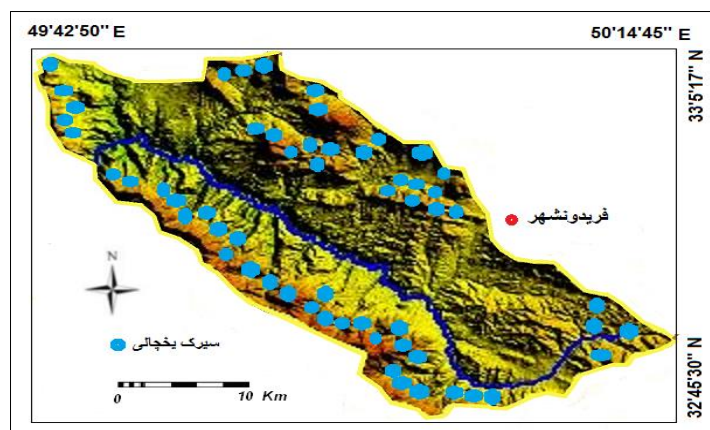 49'42'50'' E
50'14'45'' E
33'5'17'' N
فریدونشهر
N
سیرک یخچالی
32'45'30'' N
0 10 Km